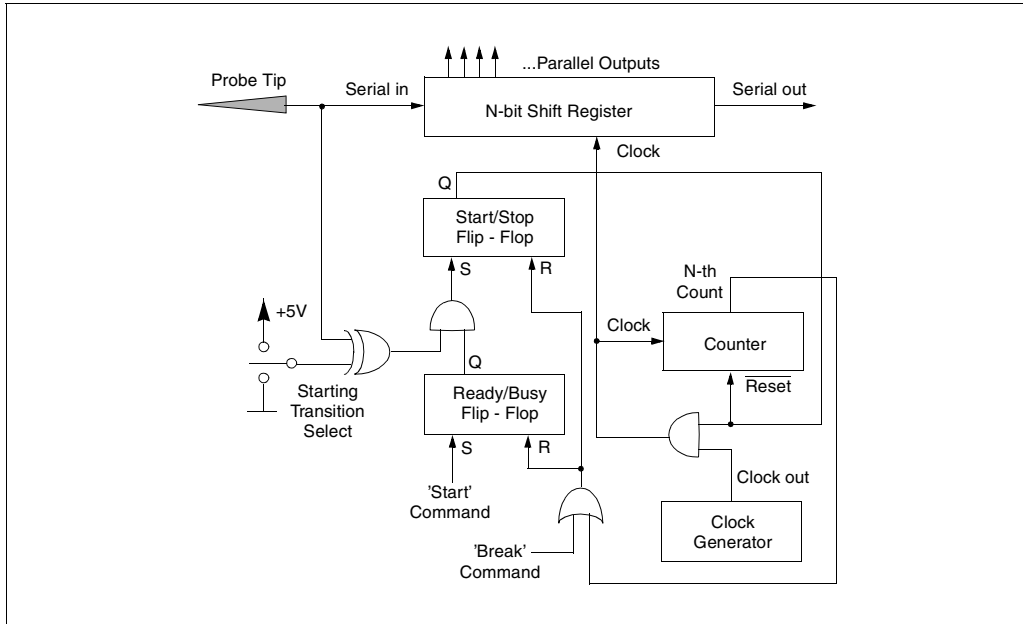 ...Parallel Outputs
Probe Tip
Serial in
Serial out
N-bit Shift Register
Clock
Q
Start/Stop
Flip - Flop
S
R
N-th
Count
+5V
Clock
Counter
Q
Starting
Transition
Select
Ready/Busy
Flip - Flop
Reset
S
R
Clock out
'Start'
Command
Clock
Generator
'Break'
Command